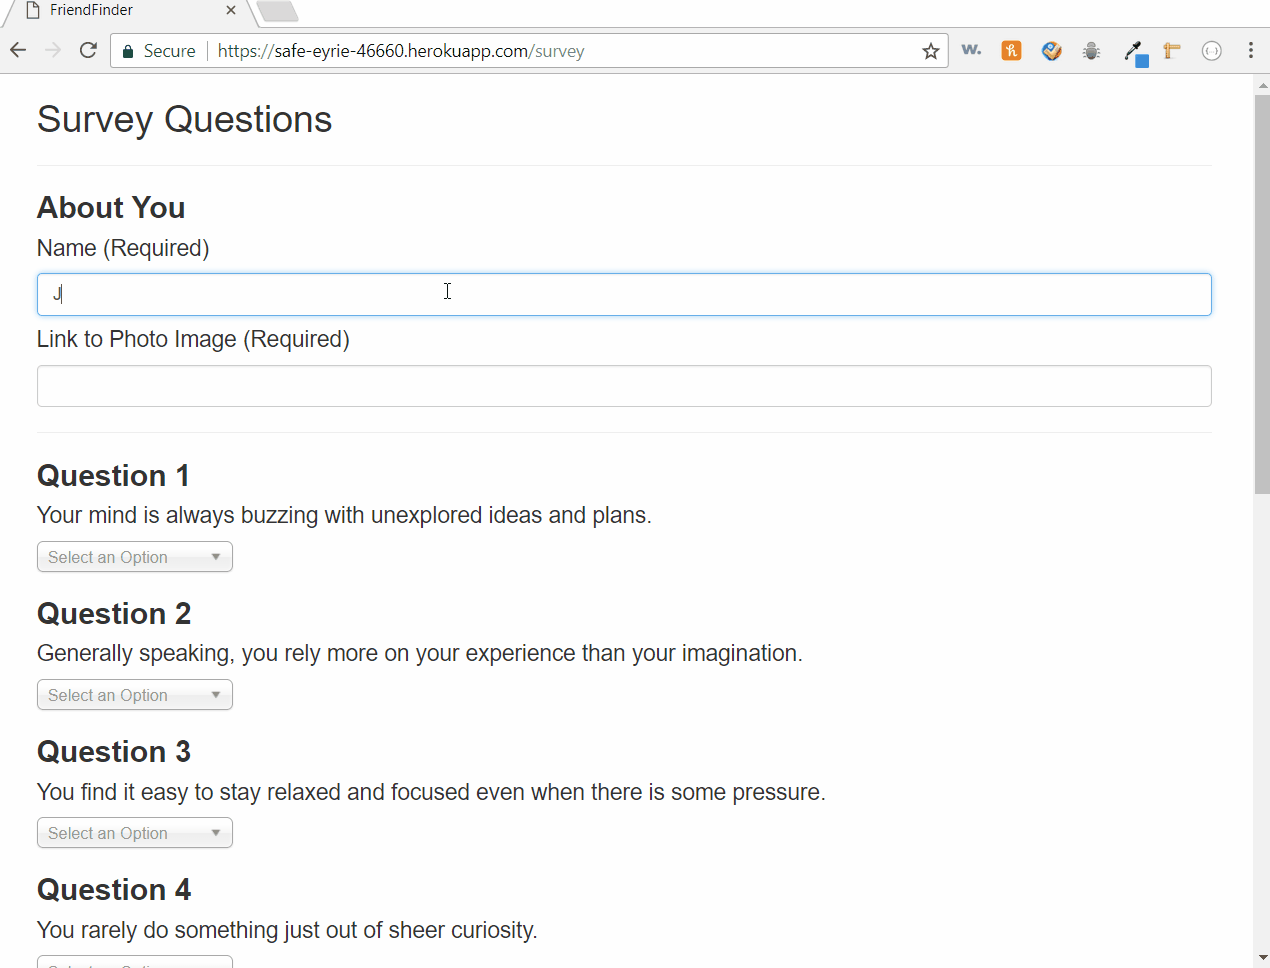 FriendFinder
Secure https://safe-eyrie-46660.herokuapp.com/survey
w.
Survey Questions
About You
Name (Required)
J
Link to Photo Image (Required)
Question 1
Your mind is always buzzing with unexplored ideas and plans.
Select an Option
Question 2
Generally speaking, you rely more on your experience than your imagination.
Select an Option
Question 3
You find it easy to stay relaxed and focused even when there is some pressure.
Select an Option
Question 4
You rarely do something just out of sheer curiosity.